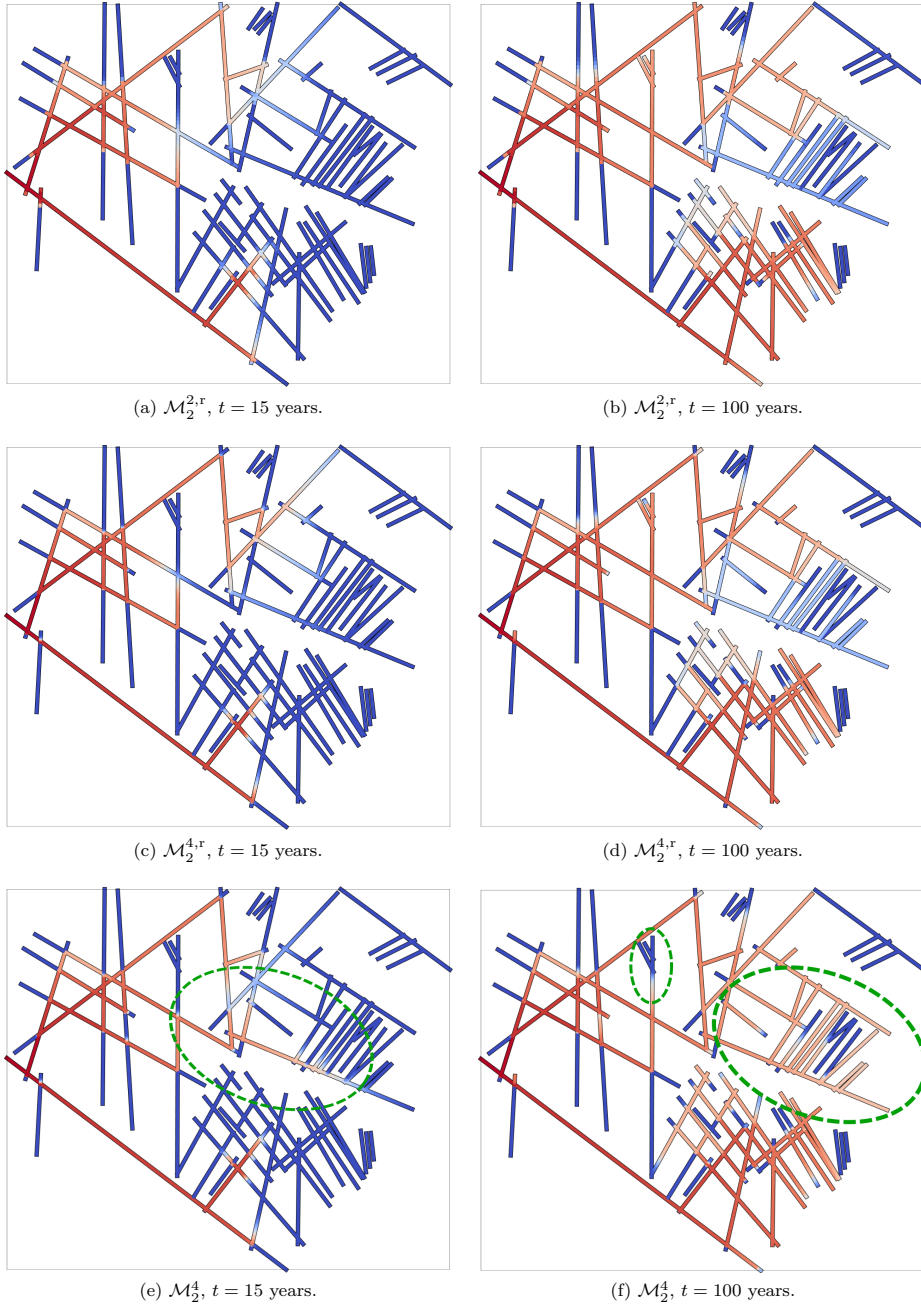 (a) $\mathcal{M}_2^{2,\mathrm{r}}$, $t = 15$ years.
(b) $\mathcal{M}_2^{2,\mathrm{r}}$, $t = 100$ years.
(c) $\mathcal{M}_2^{4,\mathrm{r}}$, $t = 15$ years.
(d) $\mathcal{M}_2^{4,\mathrm{r}}$, $t = 100$ years.
(e) $\mathcal{M}_2^{4}$, $t = 15$ years.
(f) $\mathcal{M}_2^{4}$, $t = 100$ years.